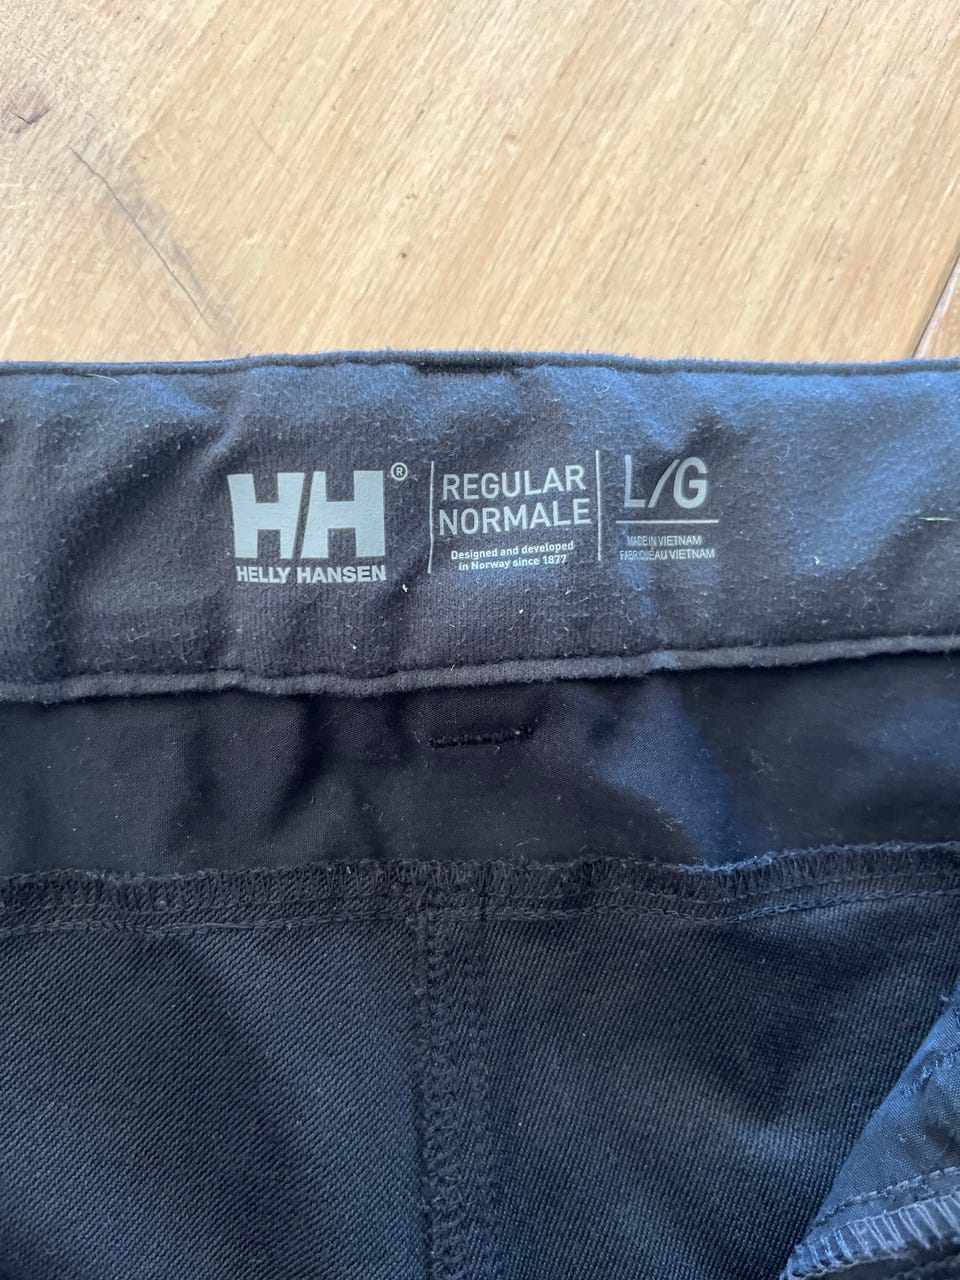 HH®
HELLY HANSEN
REGULAR
NORMALE
Designed and developed
in Norway since 1877
L/G
MADE IN VIETNAM
FABRIQUÉ AU VIETNAM